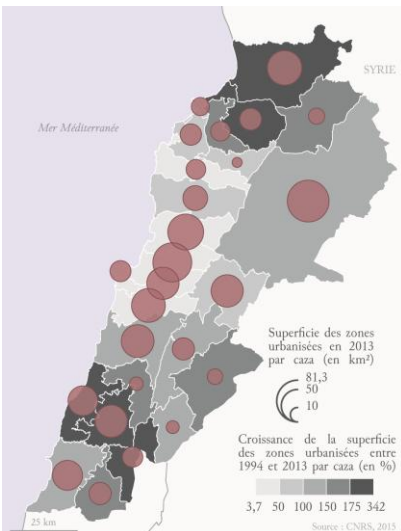 SYRIE
Mer Méditerranée
Superficie des zones
urbanisées en 2013
par caza (en km²)
81,3
50
10
Croissance de la superficie
des zones urbanisées entre
1994 et 2013 par caza (en %)
3,7 50 100 150 175 342
25 km
Source : CNRS, 2015